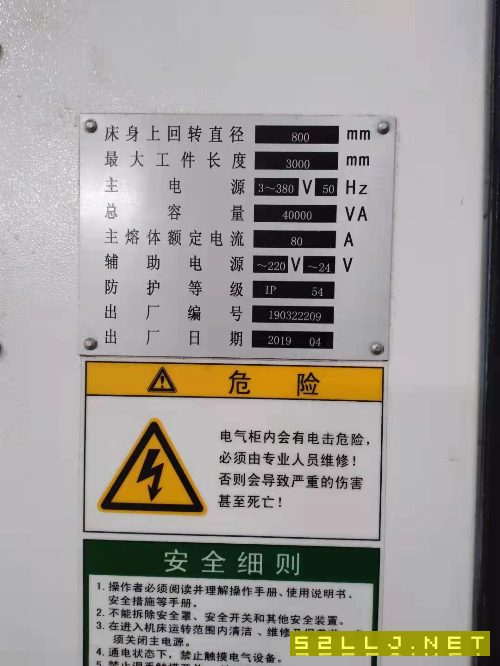 床身上回转直径 800 mm
最大工件长度 3000 mm
主电源 3~380 V 50 Hz
总容量 40000 VA
主熔体额定电流 80 A
辅助电源 ~220 V ~24 V
防护等级 IP 54
出厂编号 190322209
出厂日期 2019 04
危险
电气柜内会有电击危险，
必须由专业人员维修！
否则会导致严重的伤害
甚至死亡！
安全细则
1. 操作者必须阅读并理解操作手册、使用说明书、
安全措施等手册。
2. 不能拆除安全罩、安全开关和其他安全装置。
3. 在进入机床运转范围内清洁、维修
须关闭主电源。
4. 通电状态下，禁止触摸电气设备。
5. 禁止湿手触摸
52LLJ.NET